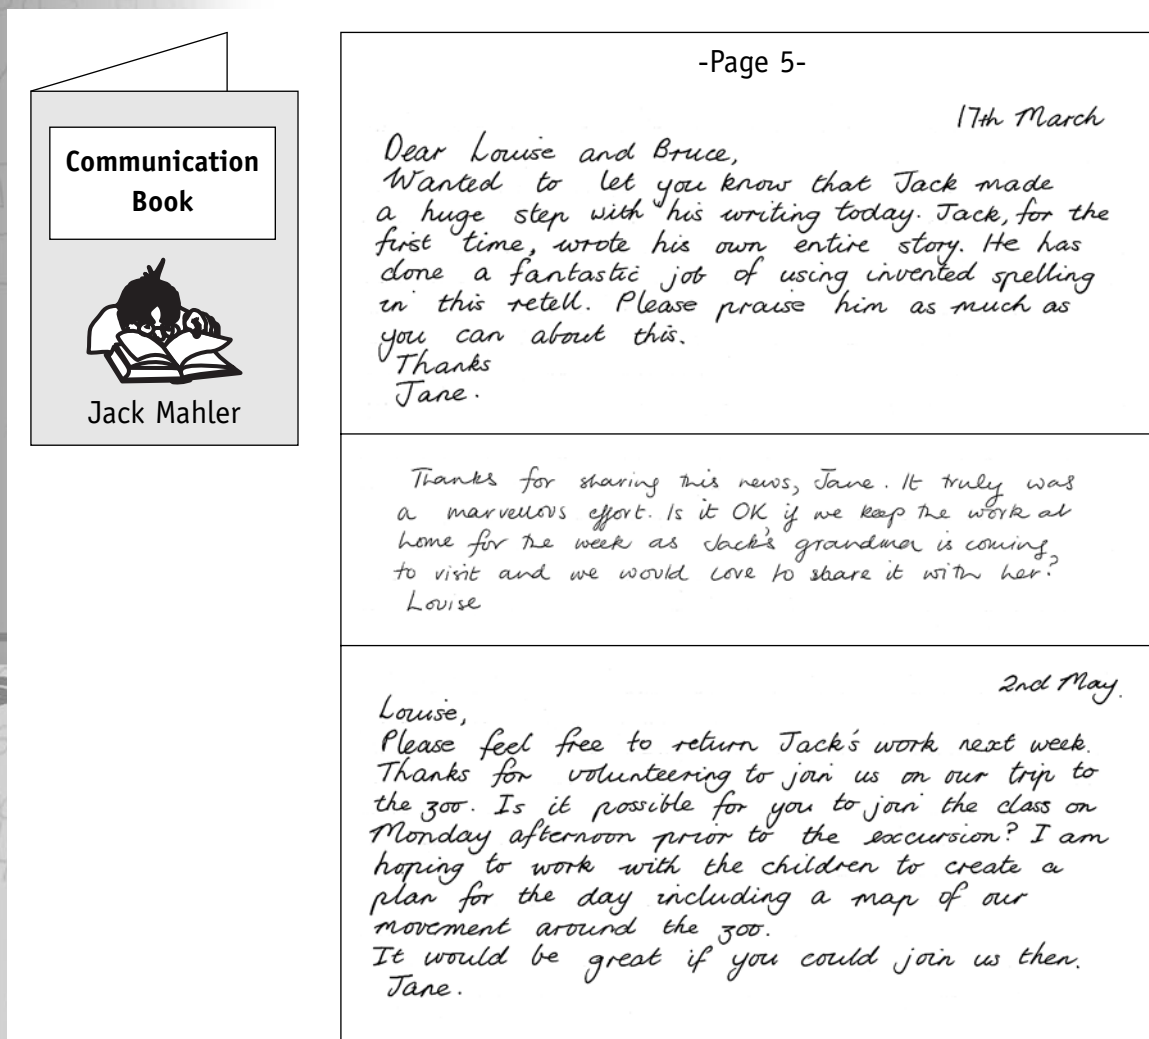 Communication
Book
Jack Mahler
-Page 5-
17th March
Dear Louise and Bruce,
Wanted to let you know that Jack made
a huge step with his writing today. Jack, for the
first time, wrote his own entire story. He has
done a fantastic job of using invented spelling
in this retell. Please praise him as much as
you can about this.
Thanks
Jane.
Thanks for sharing this news, Jane. It truly was
a marvellous effort. Is it OK if we keep the work at
home for the week as Jack's grandma is coming
to visit and we would love to share it with her?
Louise
2nd May.
Louise,
Please feel free to return Jack's work next week.
Thanks for volunteering to join us on our trip to
the zoo. Is it possible for you to join the class on
Monday afternoon prior to the excursion? I am
hoping to work with the children to create a
plan for the day including a map of our
movement around the zoo.
It would be great if you could join us then.
Jane.